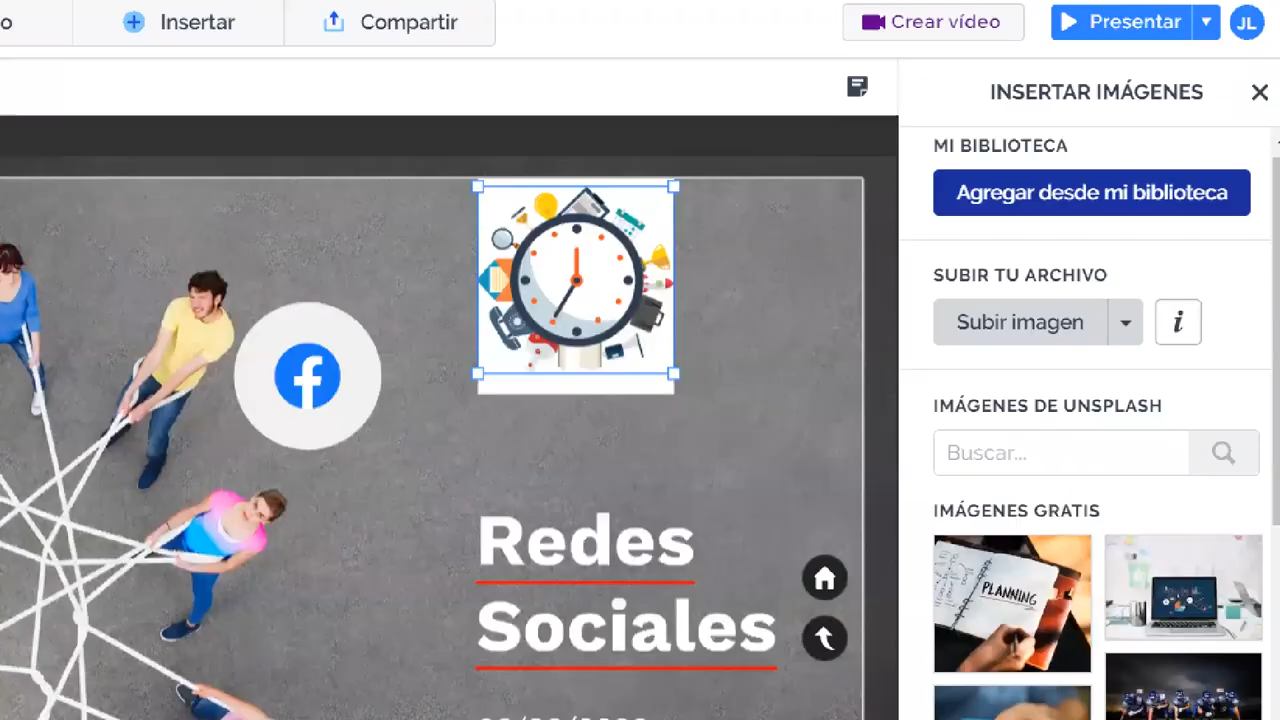 o
Insertar
Compartir
Crear vídeo
Presentar
JL
INSERTAR IMÁGENES
MI BIBLIOTECA
Agregar desde mi biblioteca
SUBIR TU ARCHIVO
Subir imagen
i
IMÁGENES DE UNSPLASH
Buscar...
IMÁGENES GRATIS
PLANNING
f
Redes
Sociales